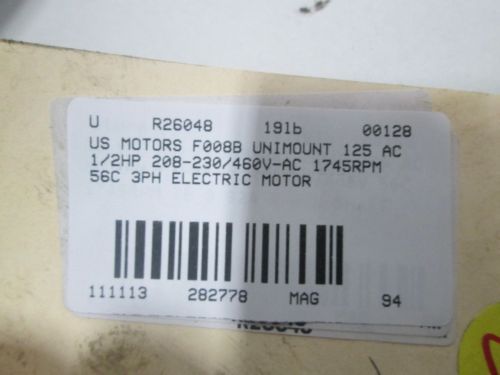 U R26048 19lb 00128
US MOTORS F008B UNIMOUNT 125 AC
1/2HP 208-230/460V-AC 1745RPM
56C 3PH ELECTRIC MOTOR
111113 282778 MAG 94